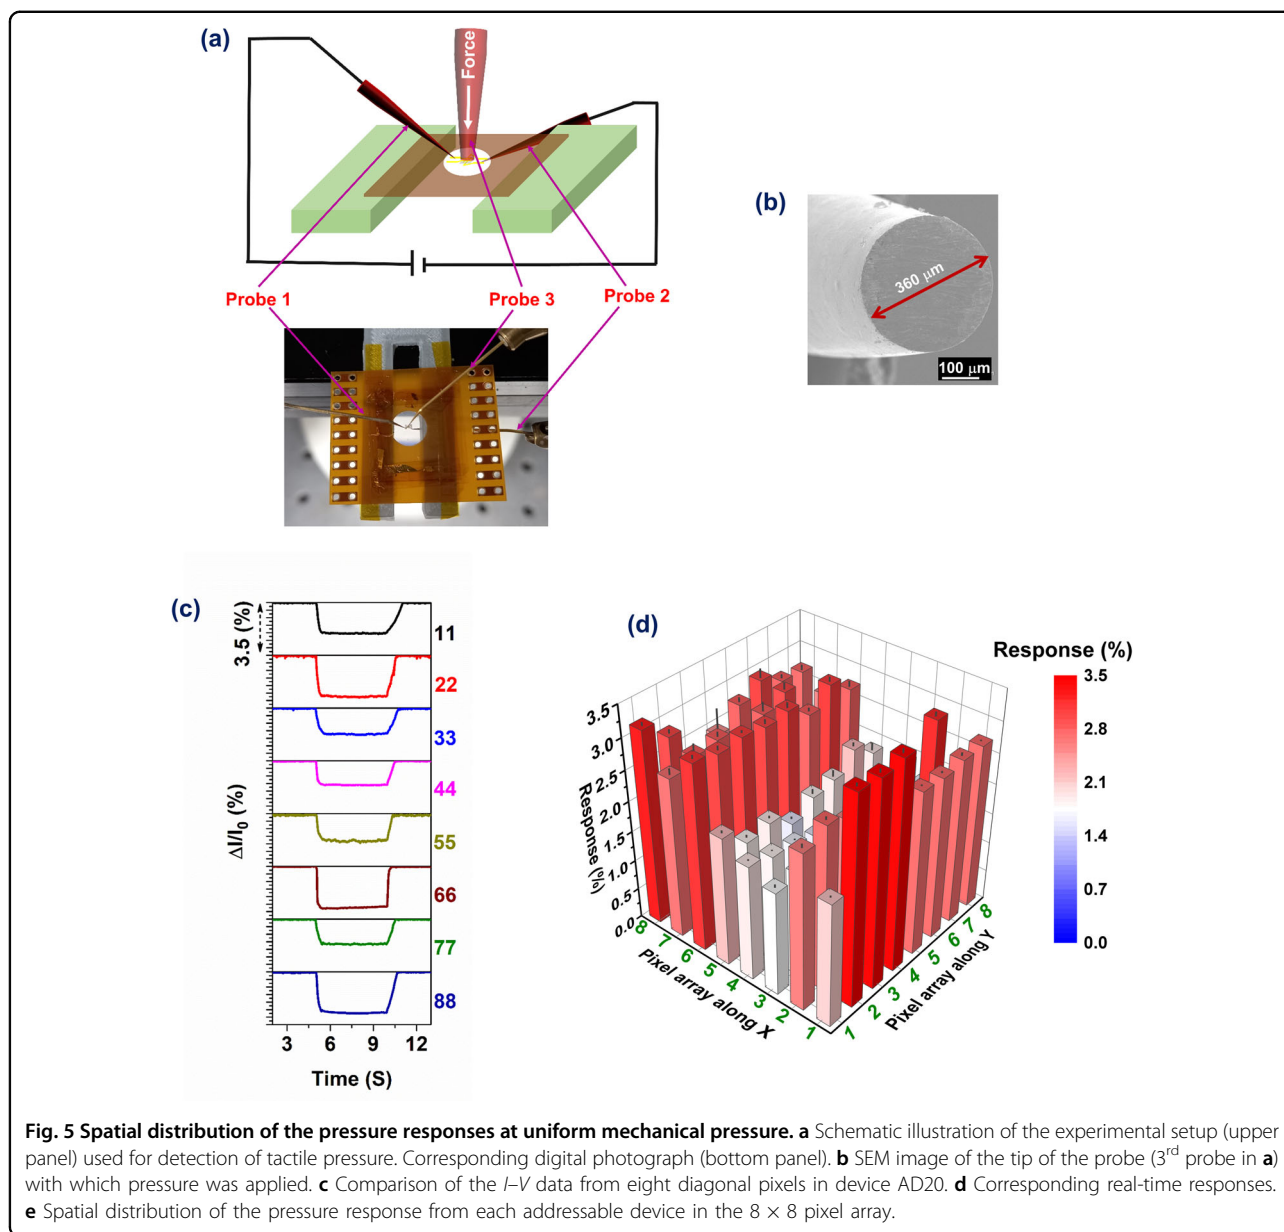 (a)
Force
Probe 1
Probe 3
Probe 2
(b)
360 μm
100 μm
(c)
3.5 (%)
ΔI/I0 (%)
11
22
33
44
55
66
77
88
3 6 9 12
Time (S)
(d)
Response (%)
3.5
3.0
2.5
2.0
1.5
1.0
0.5
0.0
8 7 6 5 4 3 2 1
Pixel array along X
1 2 3 4 5 6 7 8
Pixel array along Y
Response (%)
3.5
2.8
2.1
1.4
0.7
0.0
Fig. 5 Spatial distribution of the pressure responses at uniform mechanical pressure. a Schematic illustration of the experimental setup (upper
panel) used for detection of tactile pressure. Corresponding digital photograph (bottom panel). b SEM image of the tip of the probe (3rd probe in a)
with which pressure was applied. c Comparison of the I–V data from eight diagonal pixels in device AD20. d Corresponding real-time responses.
e Spatial distribution of the pressure response from each addressable device in the 8 × 8 pixel array.